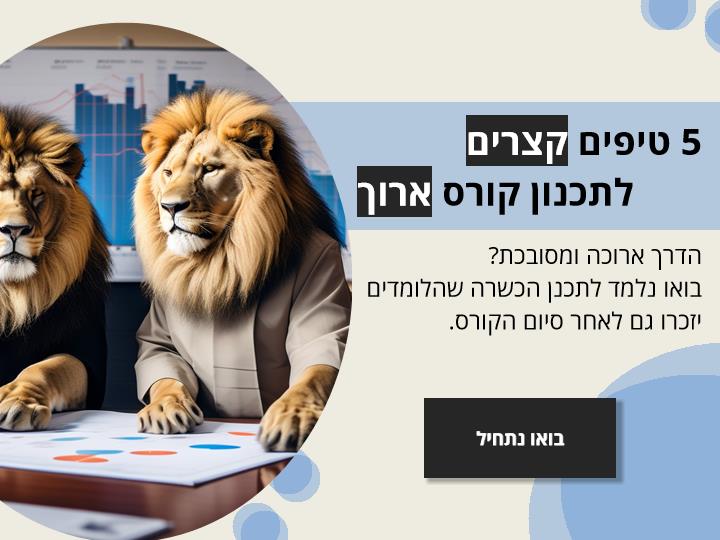 5 טיפים קצרים
לתכנון קורס ארוך
הדרך ארוכה ומסובכת?
בואו נלמד לתכנן הכשרה שהלומדים
יזכרו גם לאחר סיום הקורס.
בואו נתחיל